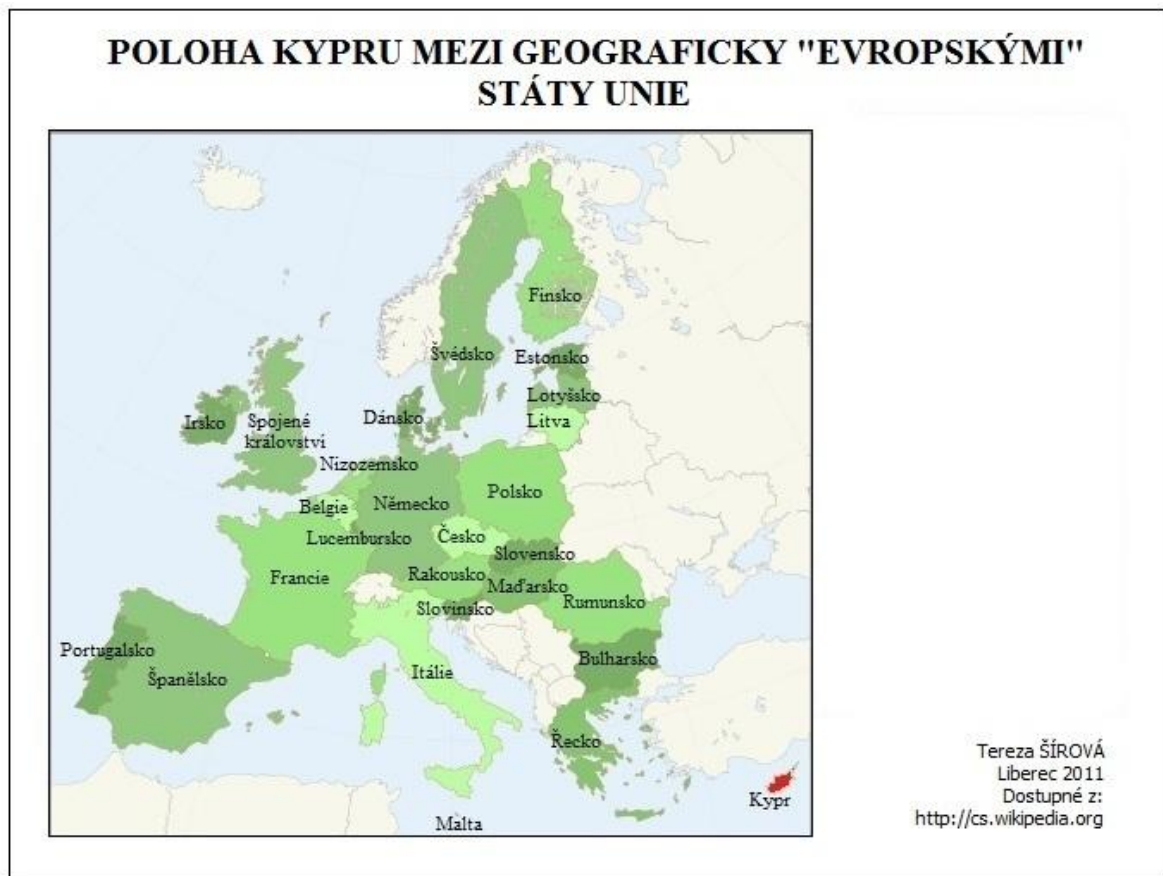 POLOHA KYPRU MEZI GEOGRAFICKY "EVROPSKÝMI"
STÁTY UNIE
Finsko
Švédsko
Estonsko
Lotyšsko
Litva
Irsko
Spojené
království
Dánsko
Nizozemsko
Polsko
Belgie
Německo
Lucembursko
Česko
Slovensko
Francie
Rakousko
Maďarsko
Slovinsko
Rumunsko
Portugalsko
Španělsko
Itálie
Bulharsko
Řecko
Kypr
Malta
Tereza ŠÍROVÁ
Liberec 2011
Dostupné z:
http://cs.wikipedia.org